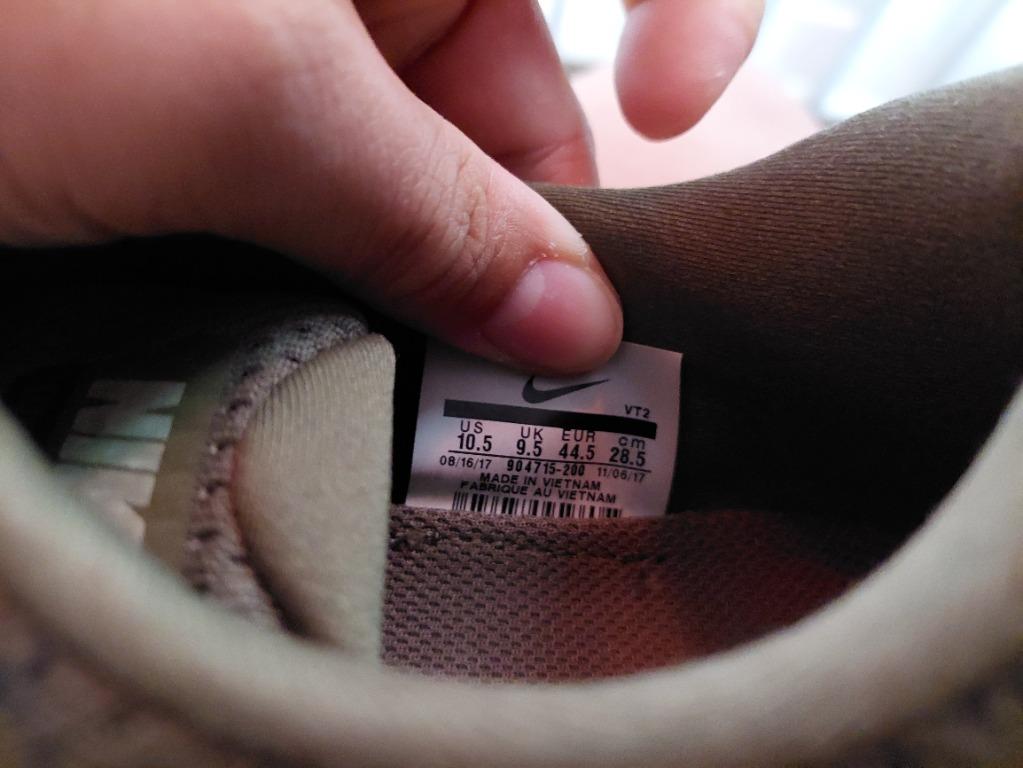 VT2
US UK EUR cm
10.5 9.5 44.5 28.5
08/16/17 904715-200 11/06/17
MADE IN VIETNAM
FABRIQUE AU VIETNAM